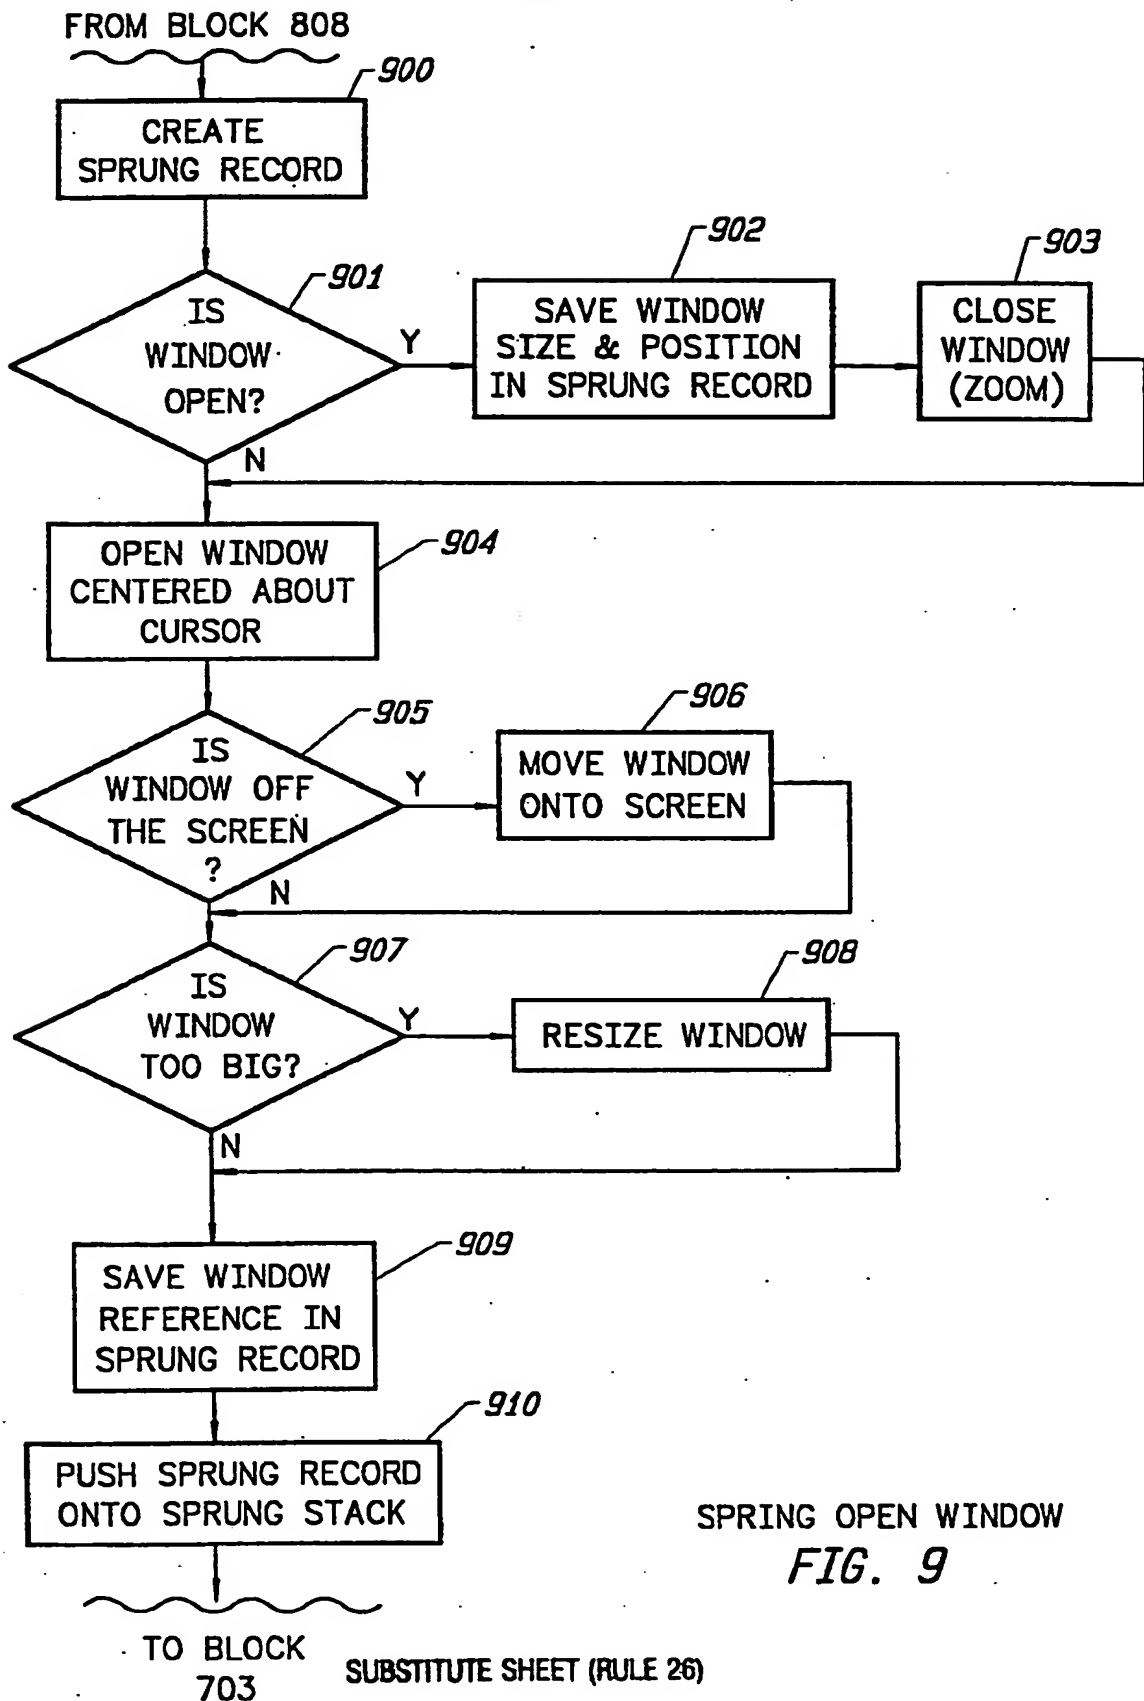 FROM BLOCK 808
900
CREATE
SPRUNG RECORD
901
IS
WINDOW
OPEN?
Y
N
902
SAVE WINDOW
SIZE & POSITION
IN SPRUNG RECORD
903
CLOSE
WINDOW
(ZOOM)
904
OPEN WINDOW
CENTERED ABOUT
CURSOR
905
IS
WINDOW OFF
THE SCREEN
?
Y
N
906
MOVE WINDOW
ONTO SCREEN
907
IS
WINDOW
TOO BIG?
Y
N
908
RESIZE WINDOW
909
SAVE WINDOW
REFERENCE IN
SPRUNG RECORD
910
PUSH SPRUNG RECORD
ONTO SPRUNG STACK
SPRING OPEN WINDOW
FIG. 9
TO BLOCK
703
SUBSTITUTE SHEET (RULE 26)